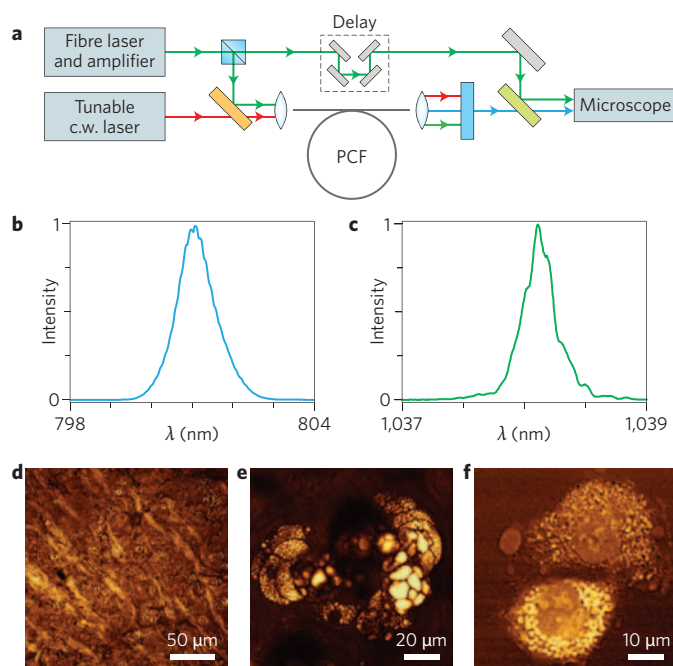 a
Delay
Fibre laser
and amplifier
Tunable
c.w. laser
Microscope
PCF
b
c
1
1
Intensity
Intensity
0
0
798
804
1,037
1,039
λ (nm)
λ (nm)
d
e
f
50 µm
20 µm
10 µm